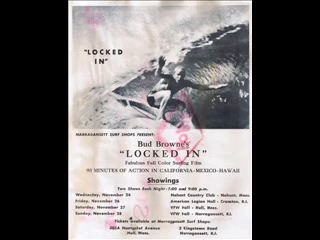 "LOCKED
IN"
NARRAGANSETT SURF SHOPS PRESENT:
Bud Browne's
"LOCKED IN"
Fabulous Full Color Surfing Film
90 MINUTES OF ACTION IN CALIFORNIA-MEXICO-HAWAII
Showings
Two Shows Each Night - 7:00 and 9:00 p.m.
Wednesday, November 24 Nahant Country Club - Nahant, Mass.
Friday, November 26 American Legion Hall - Cranston, R.I.
Saturday, November 27 VFW Hall - Hull, Mass.
Sunday, November 28 VFW Hall - Narragansett, R.I.
Tickets available at Narragansett Surf Shops:
Nantasket Avenue 3 Kingstown Road
Hull, Mass. Narragansett, R.I.